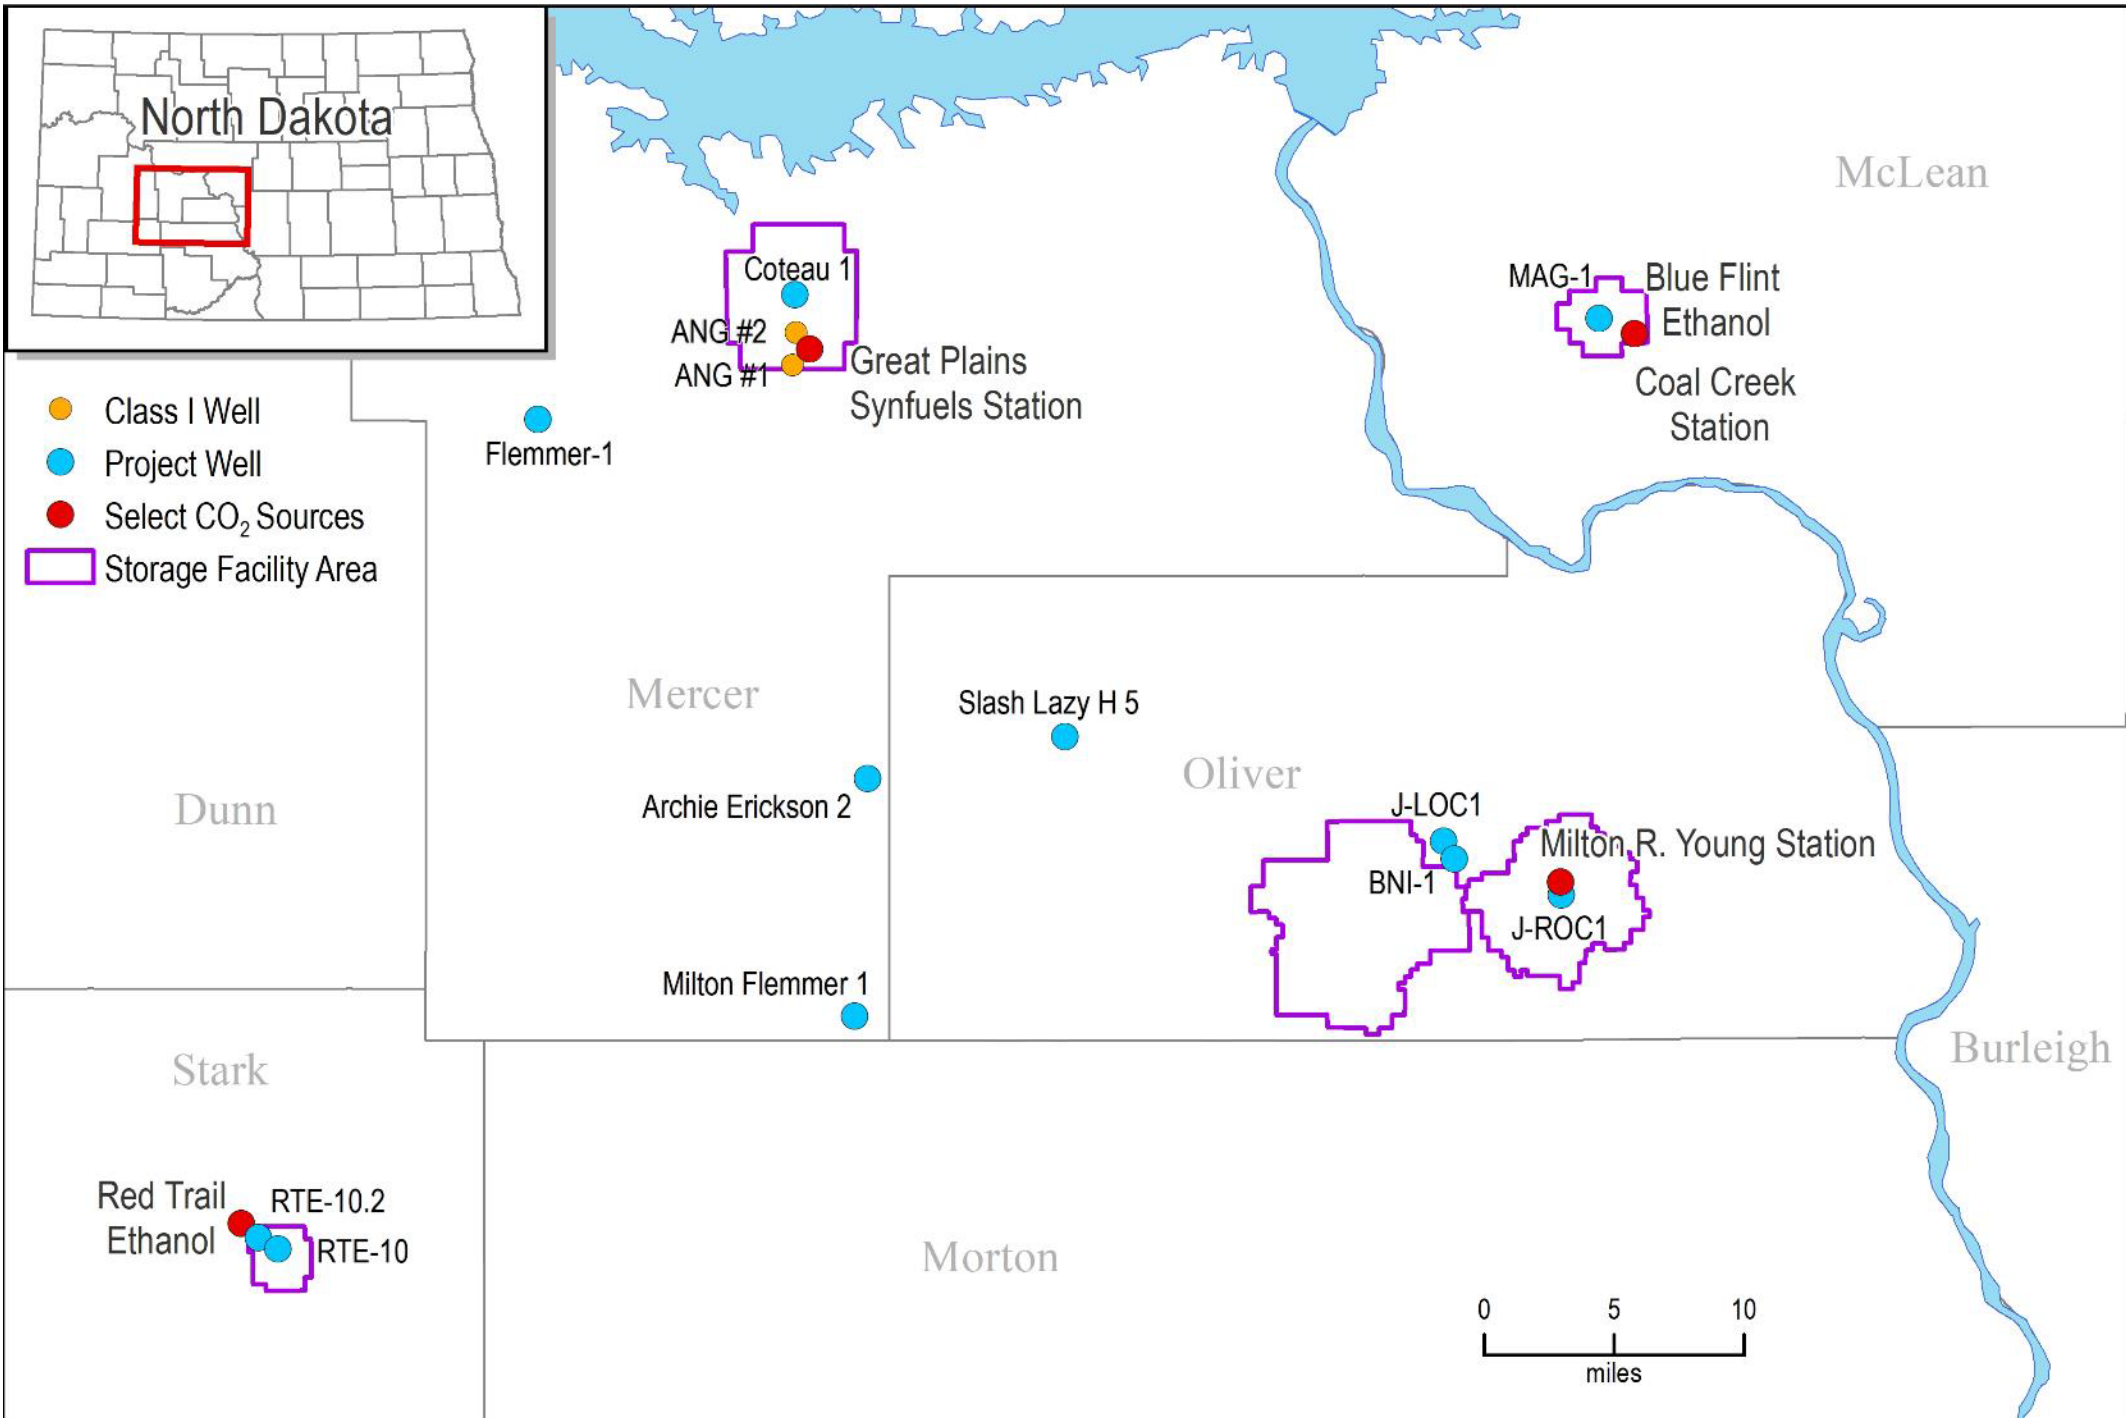 North Dakota
McLean
Coteau 1
MAG-1
Blue Flint
Ethanol
ANG #2
ANG #1
Great Plains
Synfuels Station
Coal Creek
Station
Class I Well
Project Well
Select CO₂ Sources
Storage Facility Area
Flemmer-1
Mercer
Slash Lazy H 5
Oliver
Archie Erickson 2
Dunn
J-LOC1
Milton R. Young Station
BNI-1
J-ROC1
Milton Flemmer 1
Stark
Burleigh
Red Trail
Ethanol
RTE-10.2
RTE-10
Morton
0 5 10
miles